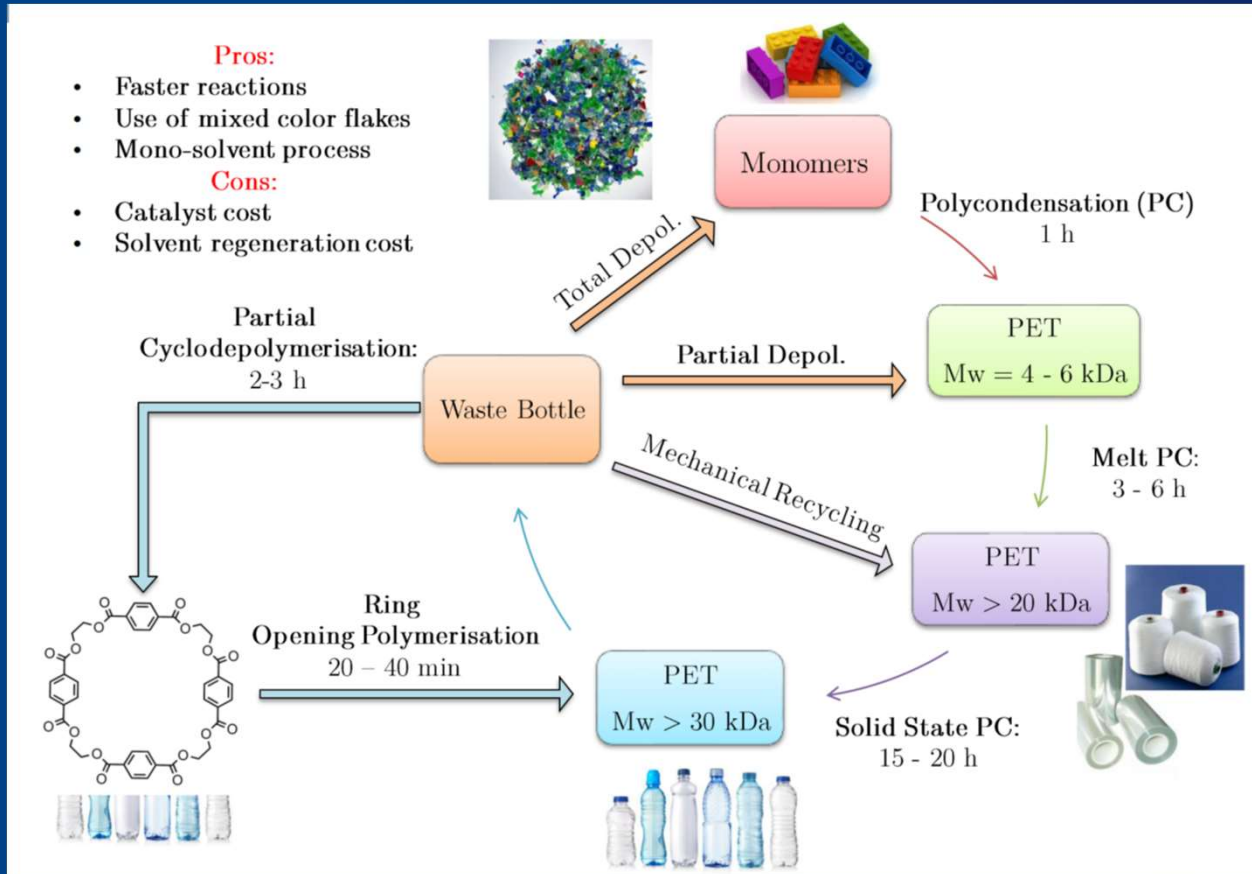 Pros:
• Faster reactions
• Use of mixed color flakes
• Mono-solvent process
Cons:
• Catalyst cost
• Solvent regeneration cost
Total Depol.
Monomers
Polycondensation (PC)
1 h
Partial
Cyclodepolymerisation:
2-3 h
Waste Bottle
Partial Depol.
PET
Mw = 4 - 6 kDa
Mechanical Recycling
Melt PC:
3 - 6 h
PET
Mw > 20 kDa
O O
O O
O O
O O
O O
O O
O O
O O
Ring
Opening Polymerisation
20 – 40 min
PET
Mw > 30 kDa
Solid State PC:
15 - 20 h